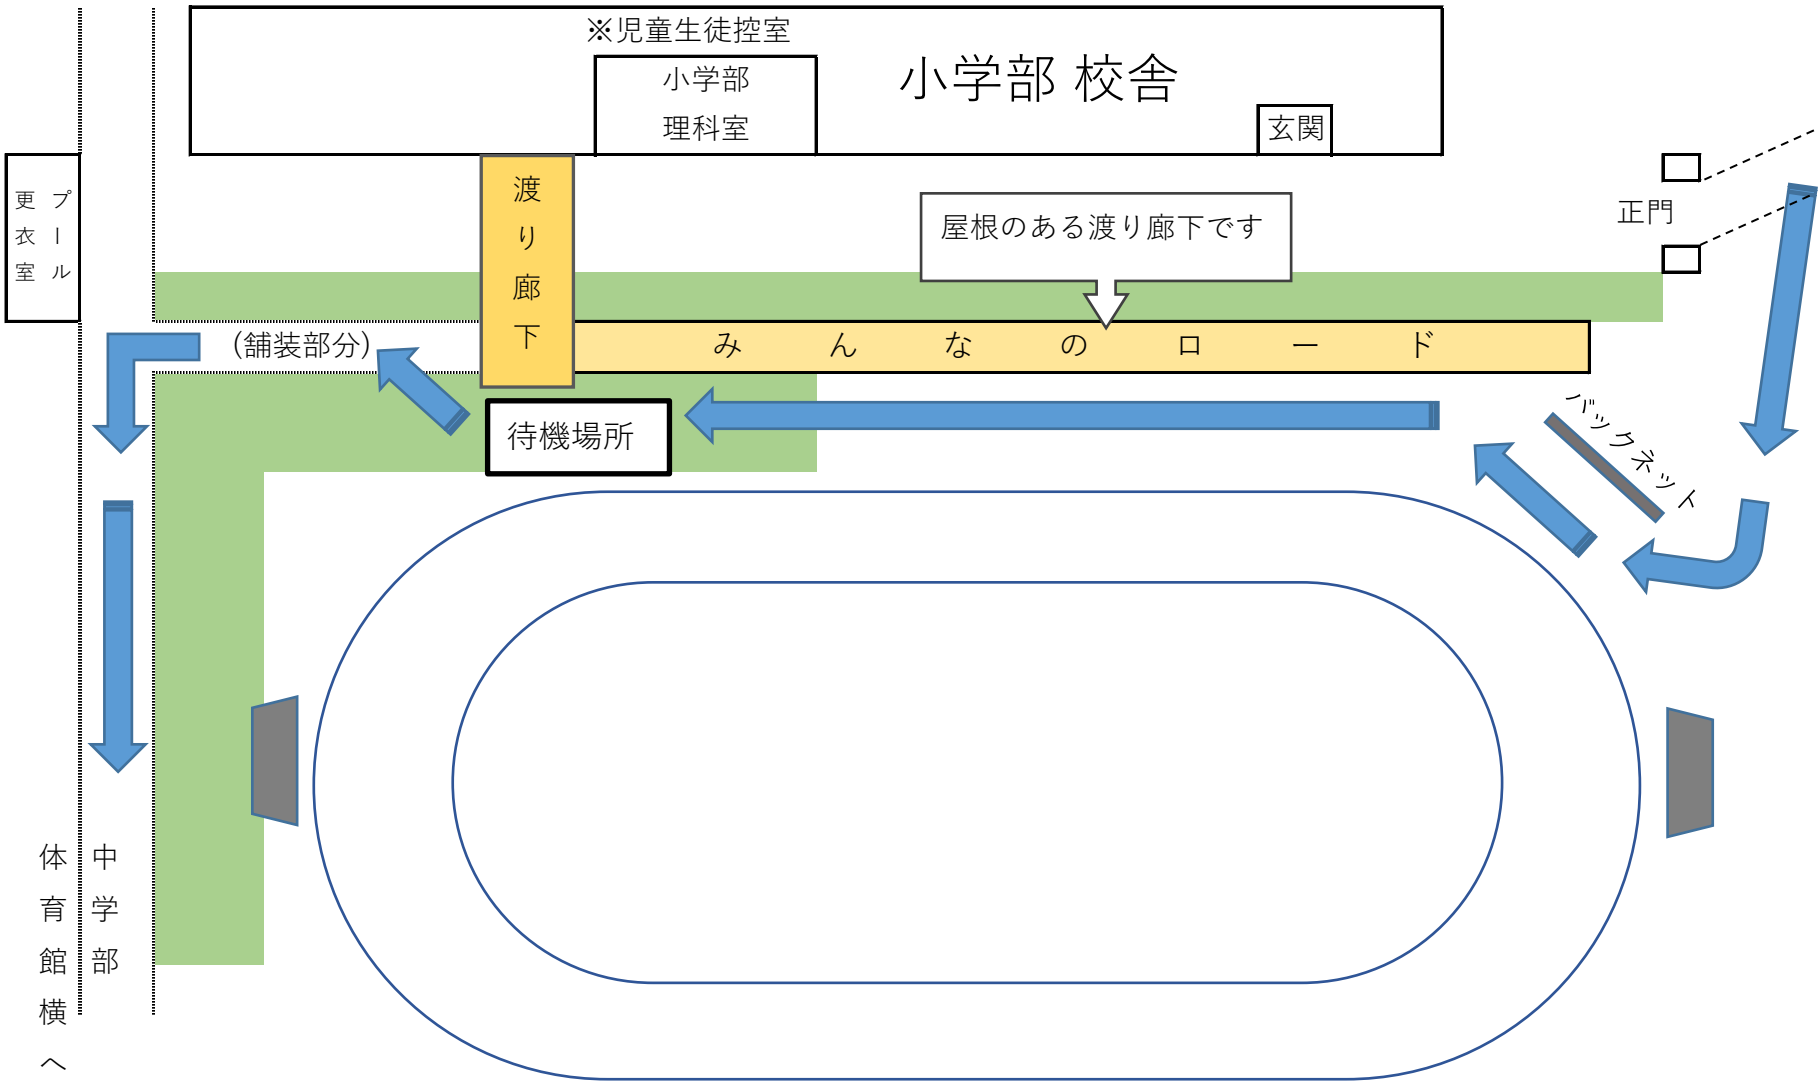 ※児童生徒控室
小学部
理科室
小学部 校舎
玄関
プール
更衣室
渡り廊下
屋根のある渡り廊下です
正門
(舗装部分)
みんなのロード
待機場所
バックネット
中学部
体育館横へ